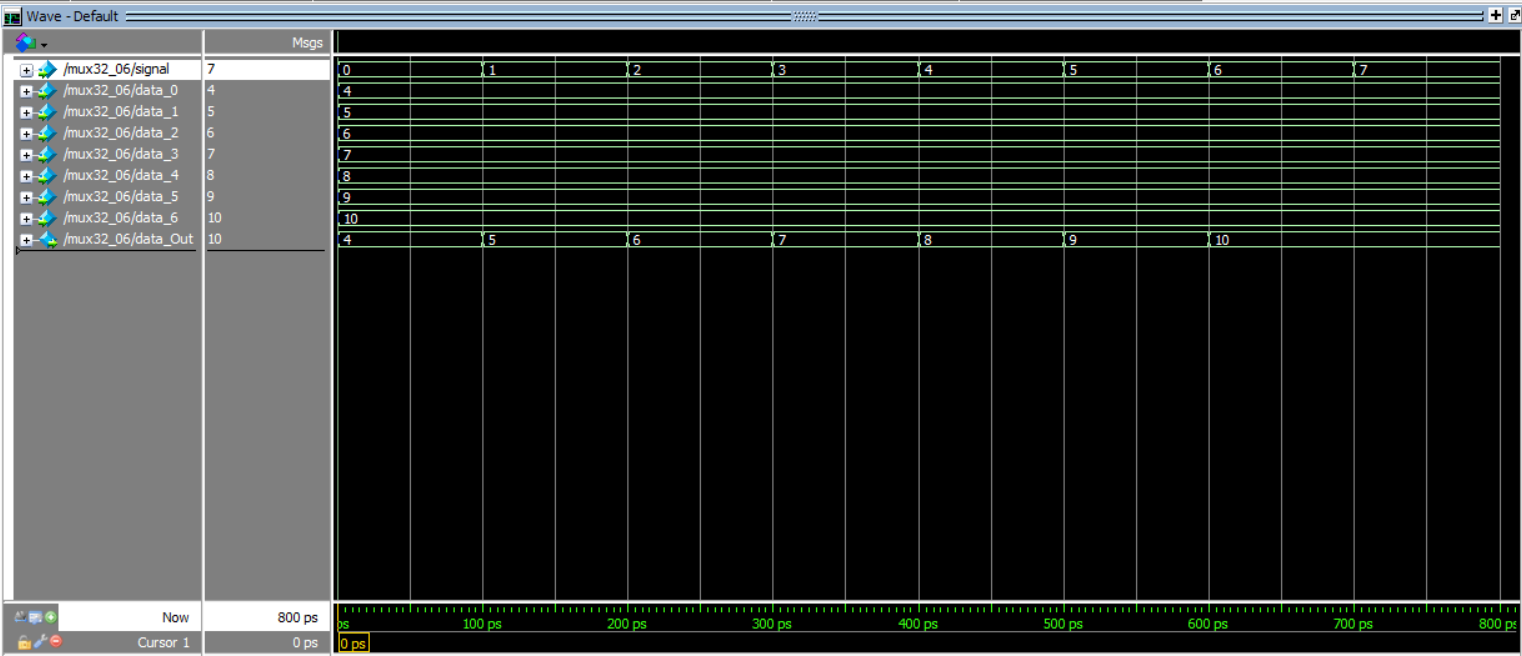 Wave - Default
Msgs
/mux32_06/signal 7 0 1 2 3 4 5 6 7
/mux32_06/data_0 4 4
/mux32_06/data_1 5 5
/mux32_06/data_2 6 6
/mux32_06/data_3 7 7
/mux32_06/data_4 8 8
/mux32_06/data_5 9 9
/mux32_06/data_6 10 10
/mux32_06/data_Out 10 4 5 6 7 8 9 10
Now 800 ps ps 100 ps 200 ps 300 ps 400 ps 500 ps 600 ps 700 ps 800 ps
Cursor 1 0 ps 0 ps